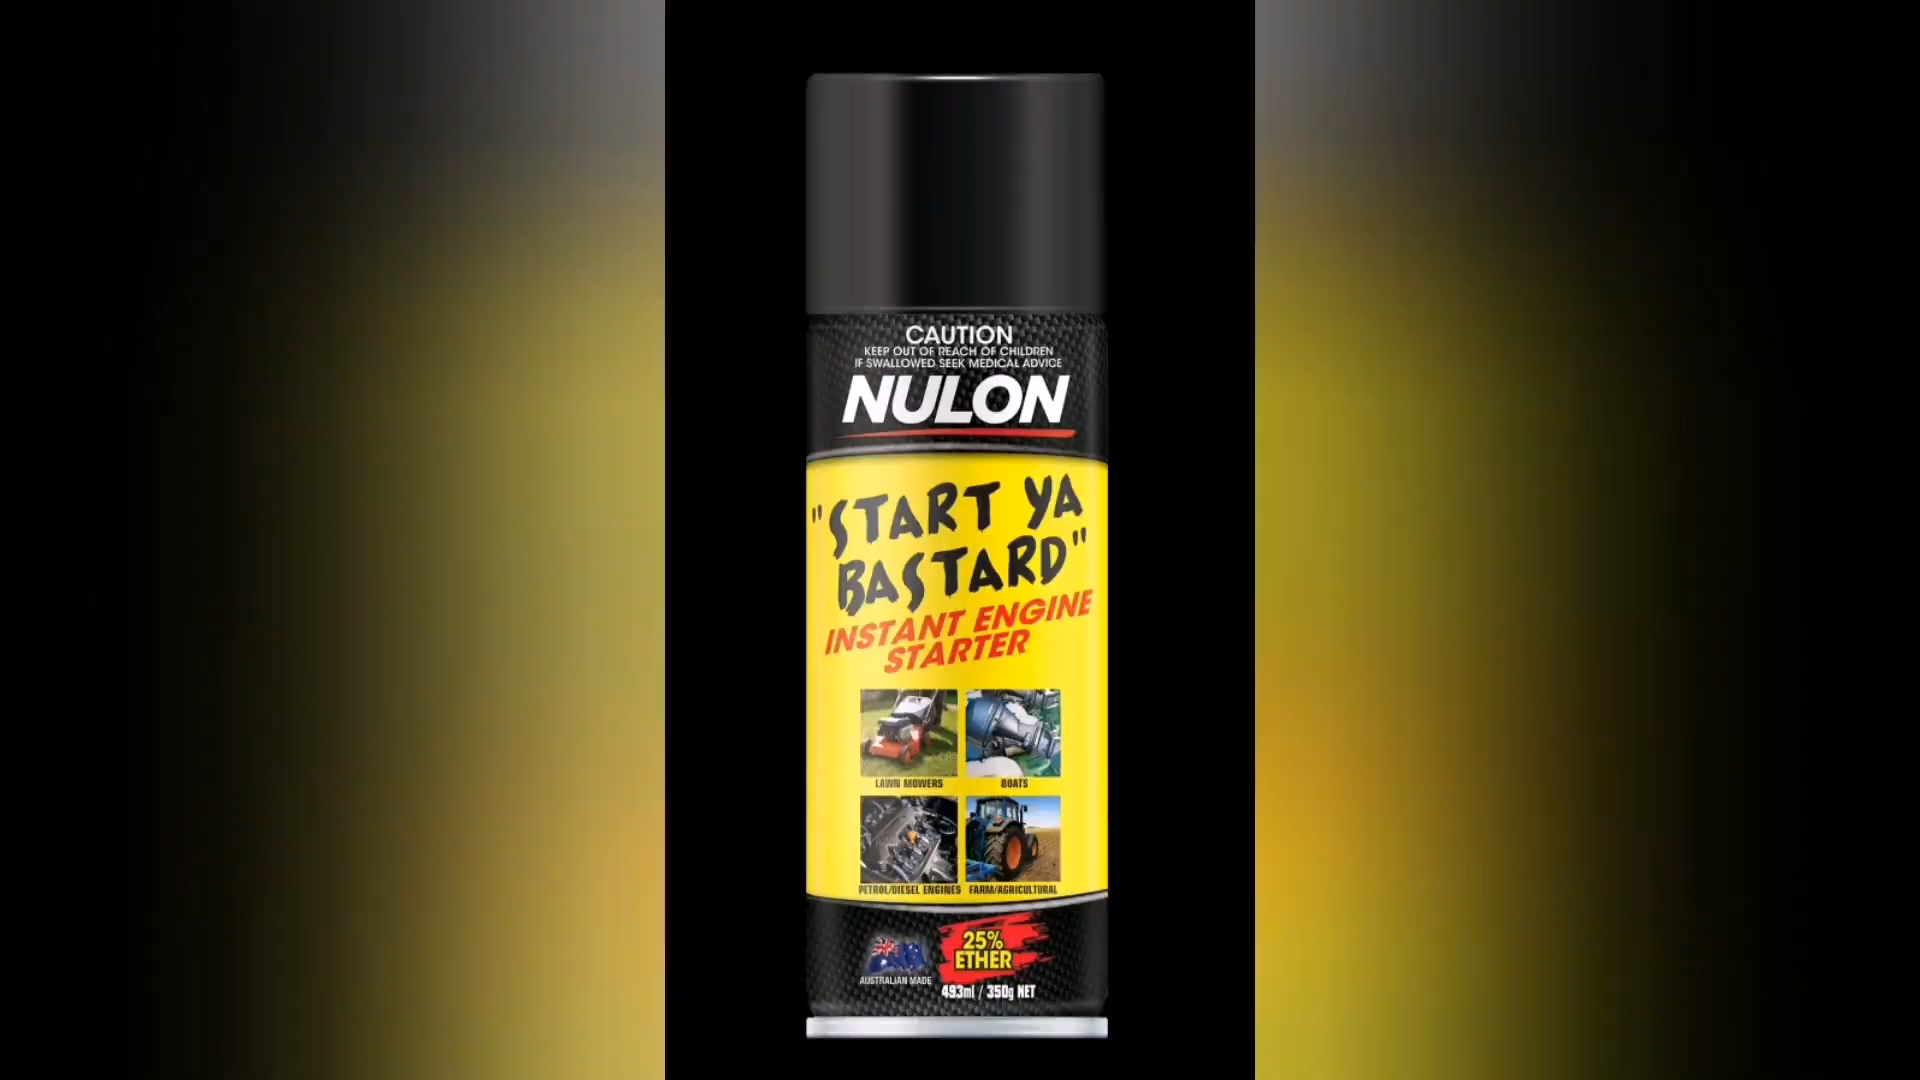 CAUTION
KEEP OUT OF REACH OF CHILDREN
IF SWALLOWED SEEK MEDICAL ADVICE
NULON
"START YA
BASTARD"
INSTANT ENGINE
STARTER
LAWN MOWERS
BOATS
PETROL/DIESEL ENGINES
FARM/AGRICULTURAL
25%
ETHER
AUSTRALIAN MADE
493ml / 350g NET